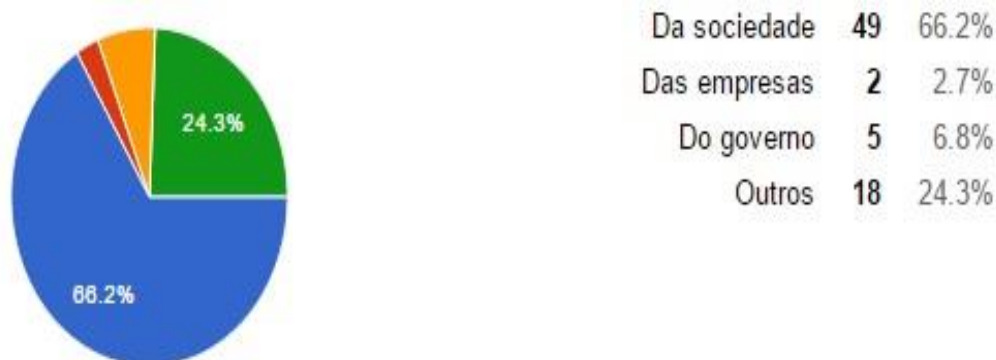 24.3%
66.2%
Da sociedade 49 66.2%
Das empresas 2 2.7%
Do governo 5 6.8%
Outros 18 24.3%